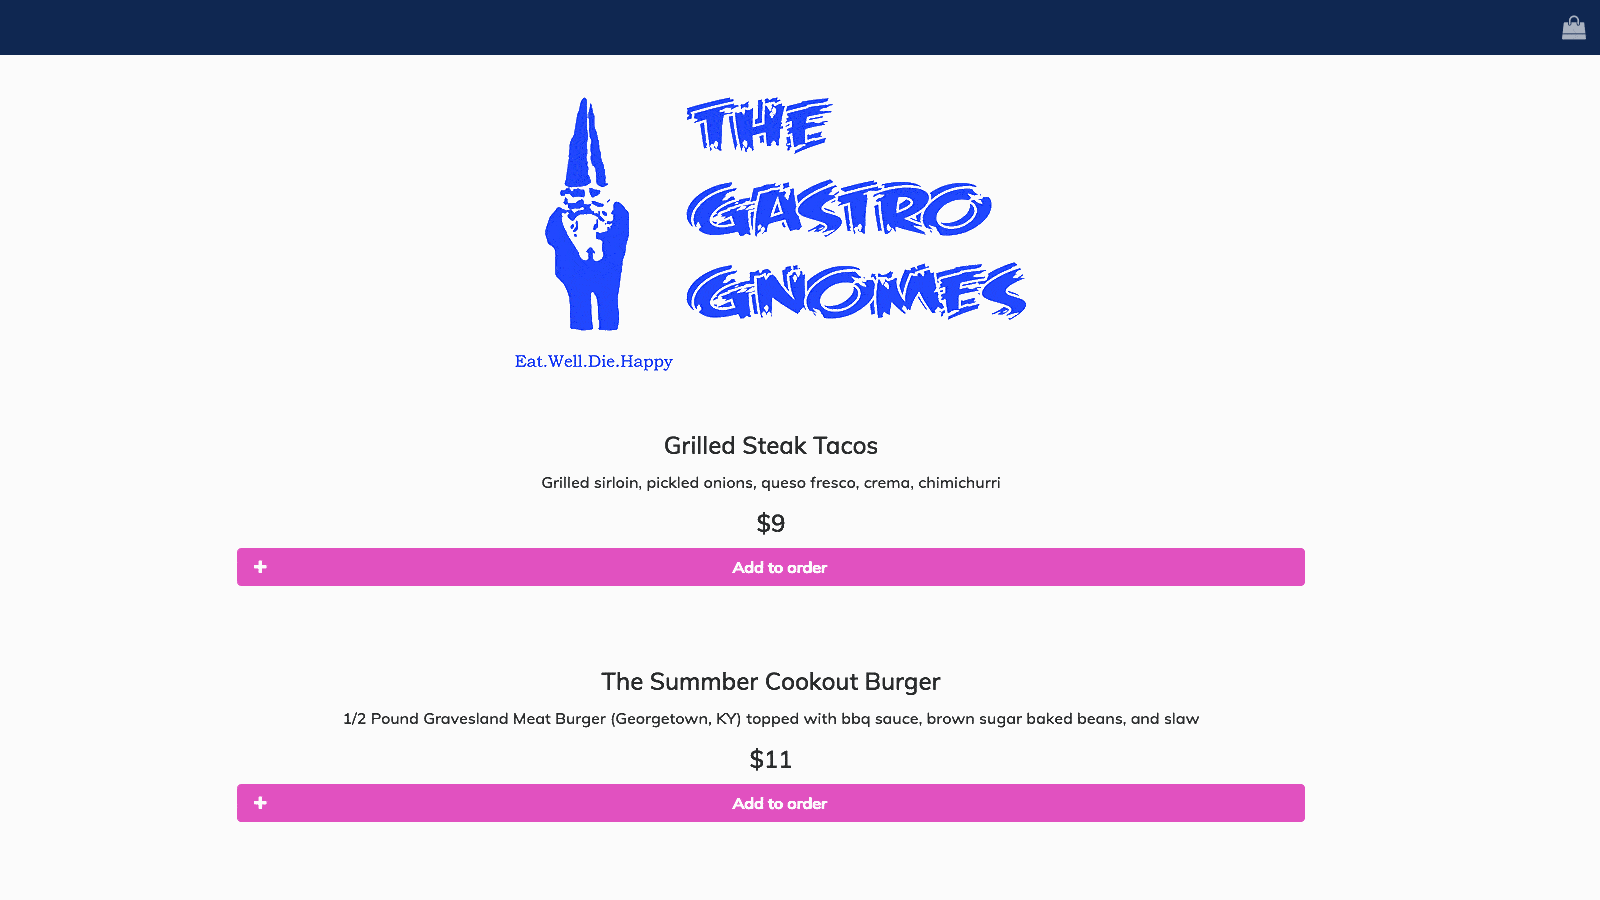 THE
GASTRO
GNOMES
Eat.Well.Die.Happy
Grilled Steak Tacos
Grilled sirloin, pickled onions, queso fresco, crema, chimichurri
$9
+ Add to order
The Summber Cookout Burger
1/2 Pound Gravesland Meat Burger (Georgetown, KY) topped with bbq sauce, brown sugar baked beans, and slaw
$11
+ Add to order